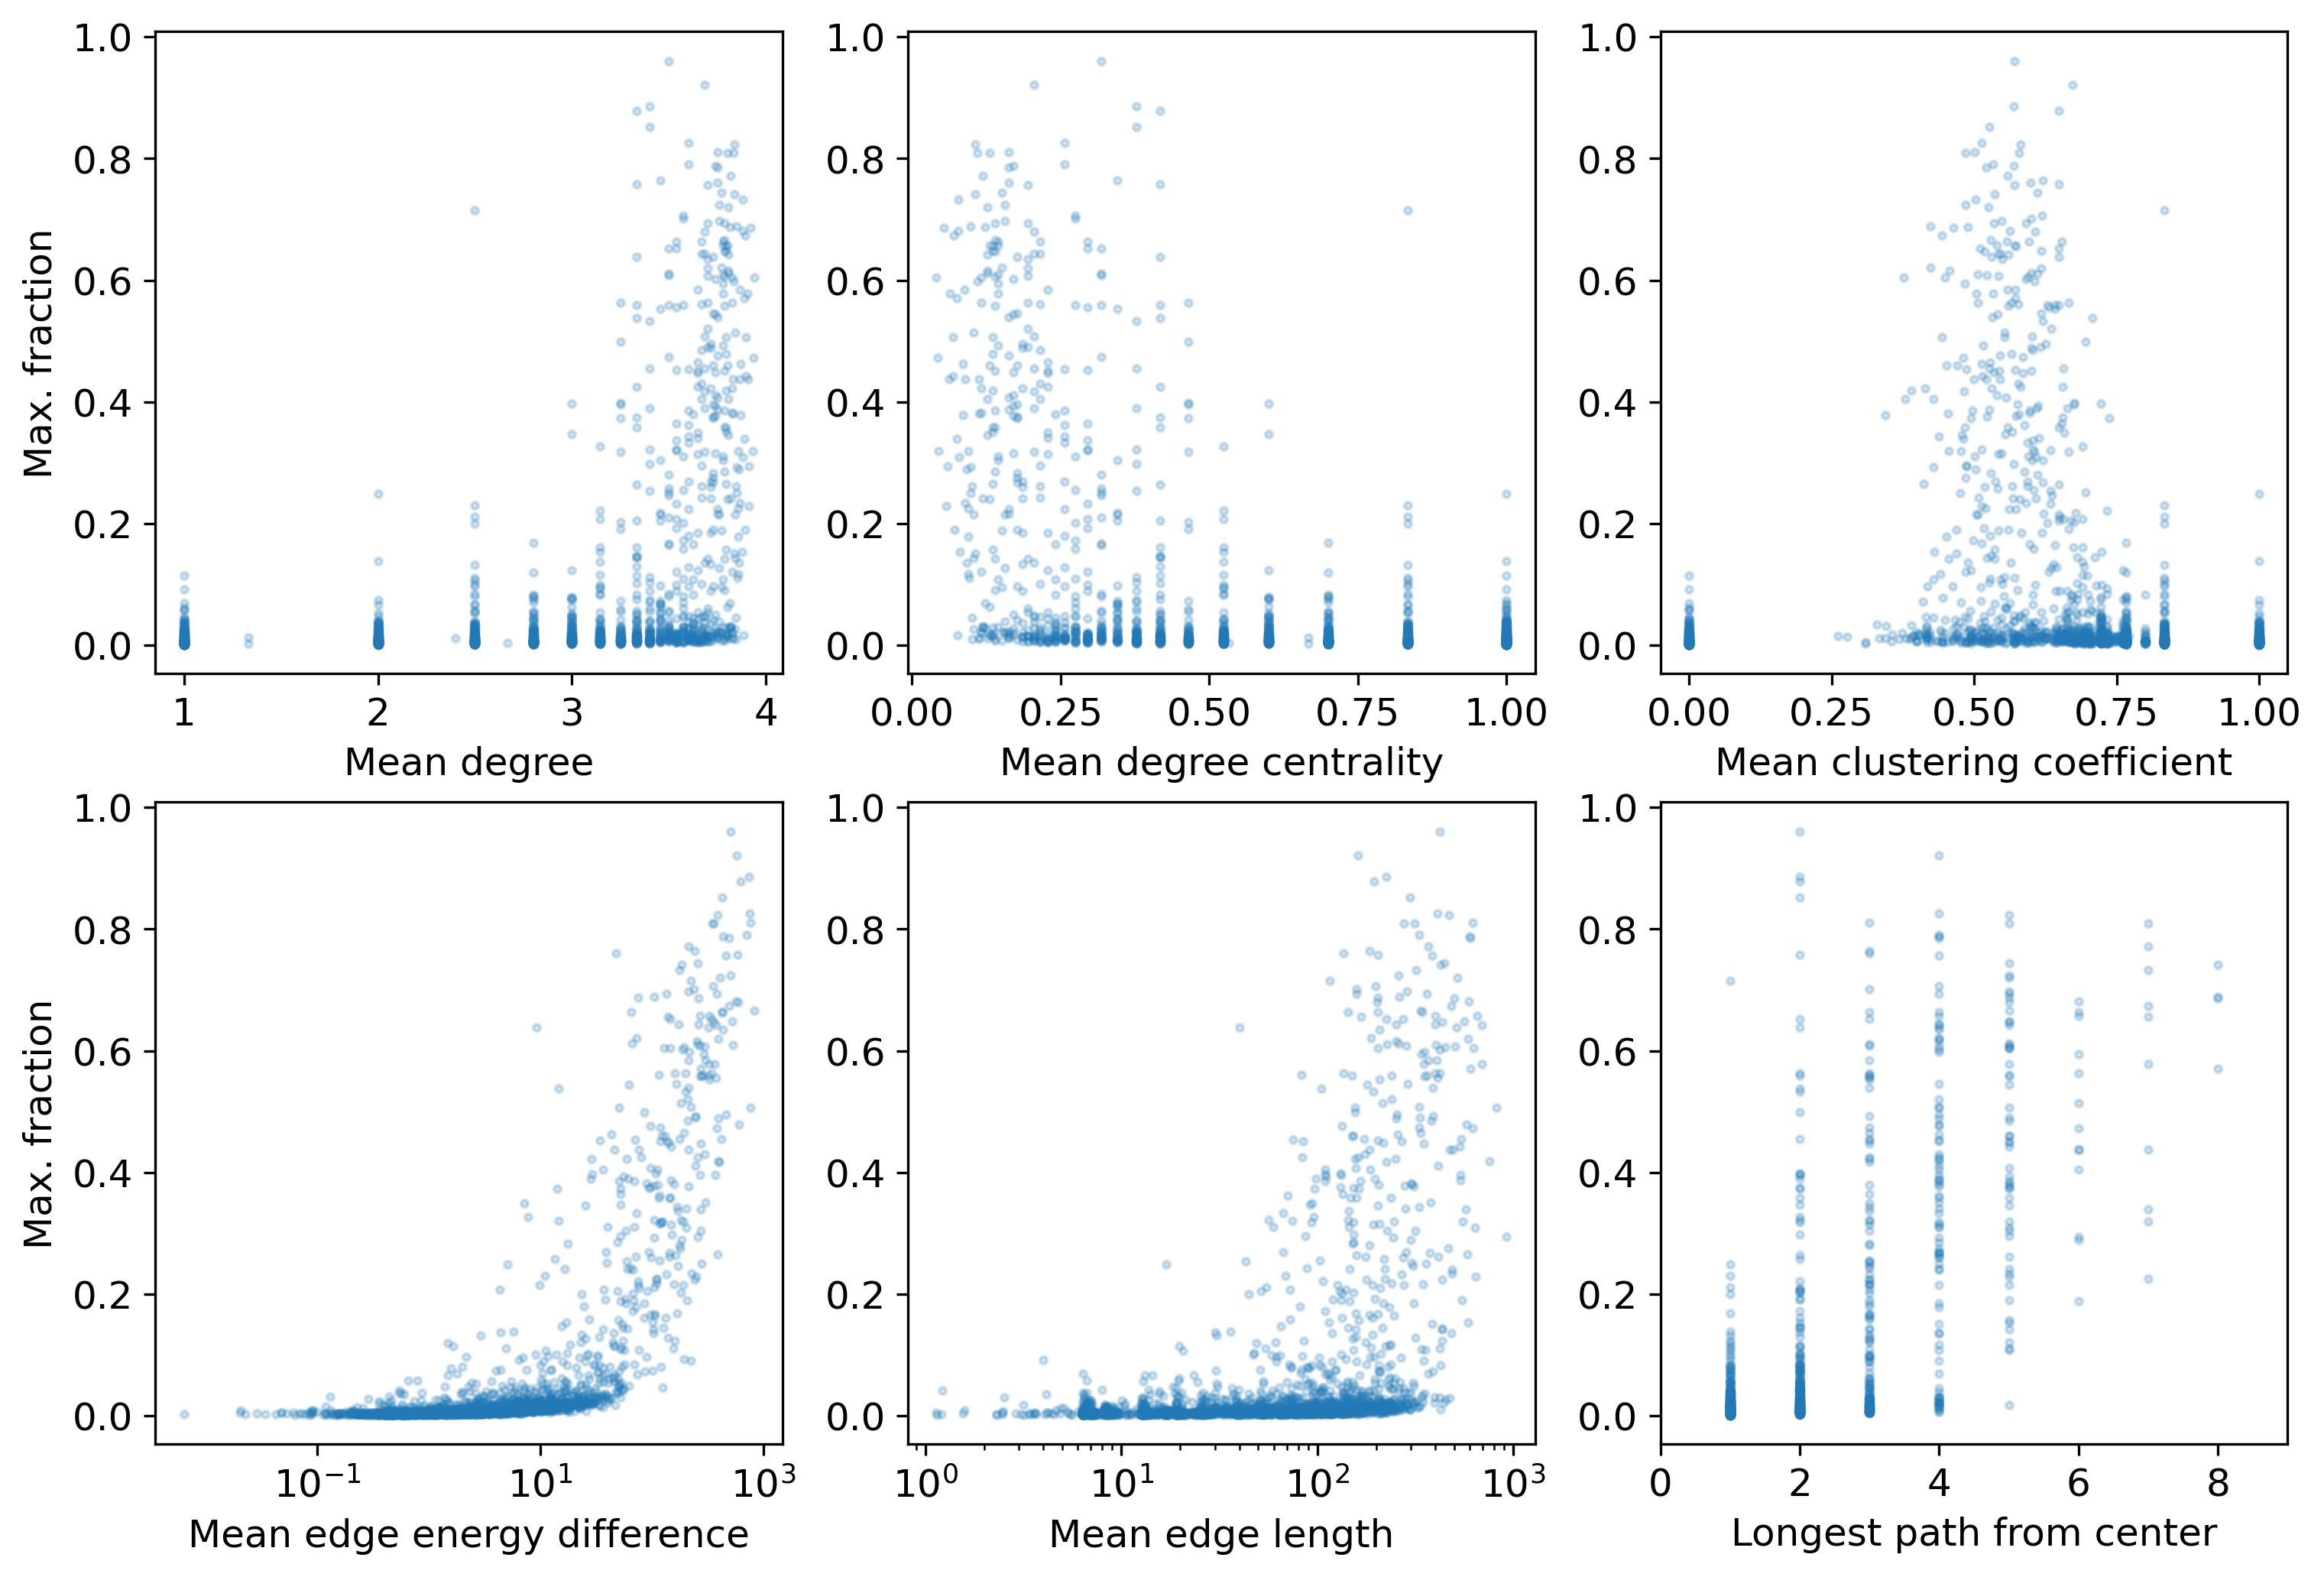 1.0
0.8
0.6
0.4
0.2
0.0
Max. fraction
1 2 3 4
Mean degree
1.0
0.8
0.6
0.4
0.2
0.0
0.00 0.25 0.50 0.75 1.00
Mean degree centrality
1.0
0.8
0.6
0.4
0.2
0.0
0.00 0.25 0.50 0.75 1.00
Mean clustering coefficient
1.0
0.8
0.6
0.4
0.2
0.0
Max. fraction
10⁻¹ 10¹ 10³
Mean edge energy difference
1.0
0.8
0.6
0.4
0.2
0.0
10⁰ 10¹ 10² 10³
Mean edge length
1.0
0.8
0.6
0.4
0.2
0.0
0 2 4 6 8
Longest path from center